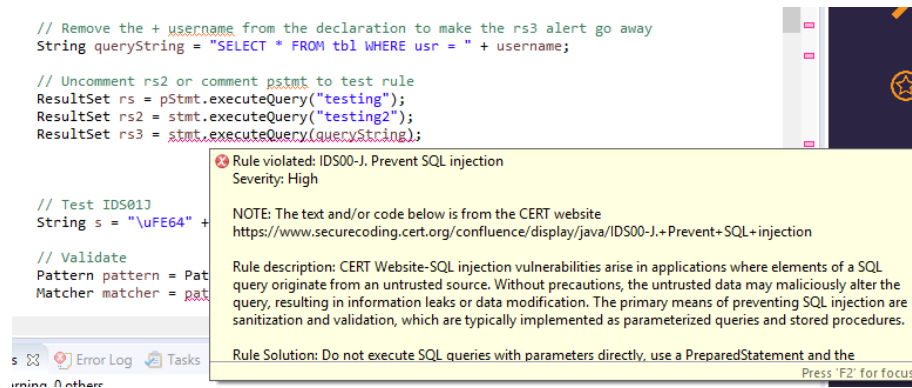 // Remove the + username from the declaration to make the rs3 alert go away
String queryString = "SELECT * FROM tbl WHERE usr = " + username;
// Uncomment rs2 or comment pstmt to test rule
ResultSet rs = pStmt.executeQuery("testing");
ResultSet rs2 = stmt.executeQuery("testing2");
ResultSet rs3 = stmt.executeQuery(queryString);
Rule violated: IDS00-J. Prevent SQL injection
Severity: High
NOTE: The text and/or code below is from the CERT website
https://www.securecoding.cert.org/confluence/display/java/IDS00-J.+Prevent+SQL+injection
Rule description: CERT Website-SQL injection vulnerabilities arise in applications where elements of a SQL
query originate from an untrusted source. Without precautions, the untrusted data may maliciously alter the
query, resulting in information leaks or data modification. The primary means of preventing SQL injection are
sanitization and validation, which are typically implemented as parameterized queries and stored procedures.
Rule Solution: Do not execute SQL queries with parameters directly, use a PreparedStatement and the
Press 'F2' for focus
// Test IDS01J
String s = "\uFE64" +
// Validate
Pattern pattern = Pat
Matcher matcher = pat
s Error Log Tasks
0 others